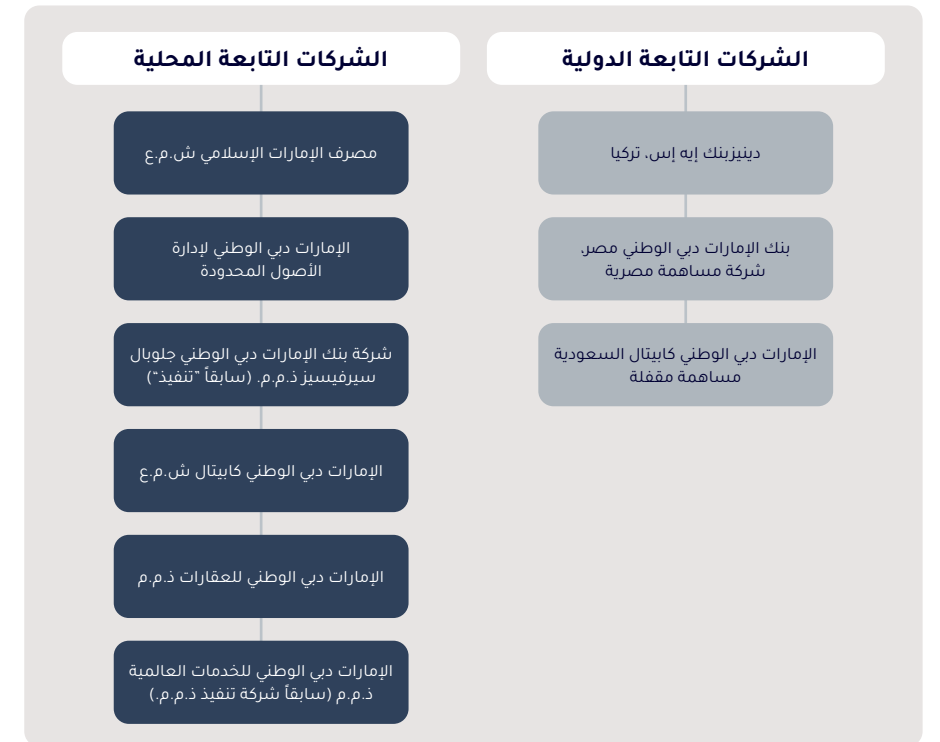 الشركات التابعة الدولية
دينيزبنك إيه إس، تركيا
بنك الإمارات دبي الوطني مصر،
شركة مساهمة مصرية
الإمارات دبي الوطني كابيتال السعودية
مساهمة مقفلة
الشركات التابعة المحلية
مصرف الإمارات الإسلامي ش.م.ع
الإمارات دبي الوطني لإدارة
الأصول المحدودة
شركة بنك الإمارات دبي الوطني جلوبال
سيرفيسيز ذ.م.م. (سابقاً "تنفيذ")
الإمارات دبي الوطني كابيتال ش.م.ع
الإمارات دبي الوطني للعقارات ذ.م.م
الإمارات دبي الوطني للخدمات العالمية
ذ.م.م (سابقاً شركة تنفيذ ذ.م.م.)